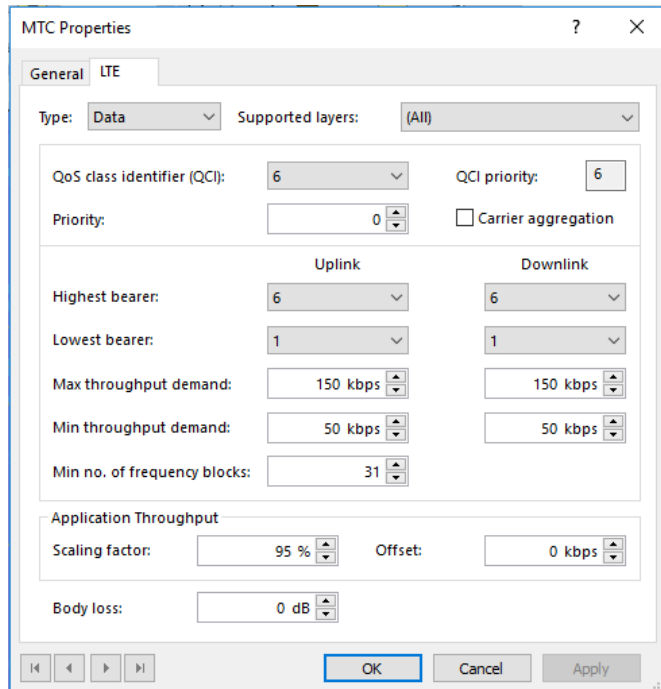 MTC Properties ?
General LTE
Type: Data Supported layers: (All)
QoS class identifier (QCI): 6 QCI priority: 6
Priority: 0 Carrier aggregation
Uplink Downlink
Highest bearer: 6 6
Lowest bearer: 1 1
Max throughput demand: 150 kbps 150 kbps
Min throughput demand: 50 kbps 50 kbps
Min no. of frequency blocks: 31
Application Throughput
Scaling factor: 95 % Offset: 0 kbps
Body loss: 0 dB
OK Cancel Apply